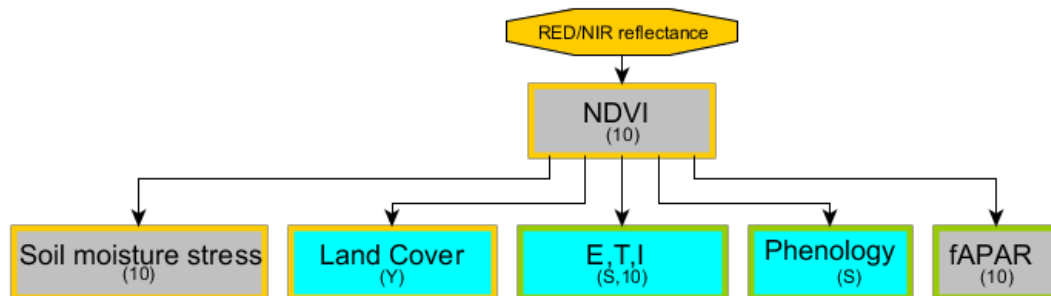 RED/NIR reflectance
NDVI
(10)
Soil moisture stress
(10)
Land Cover
(Y)
E,T,I
(S,10)
Phenology
(S)
fAPAR
(10)